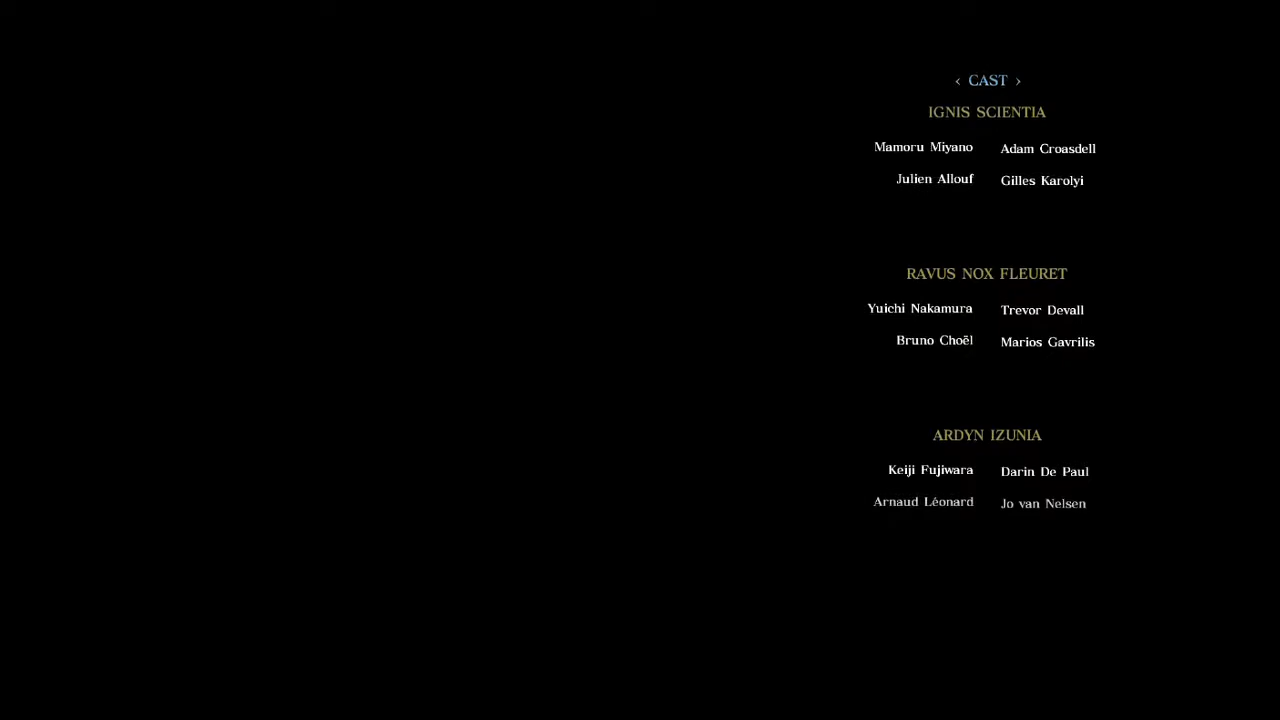 ‹ CAST ›
IGNIS SCIENTIA
Mamoru Miyano Adam Croasdell
Julien Allouf Gilles Karolyi
RAVUS NOX FLEURET
Yuichi Nakamura Trevor Devall
Bruno Choël Marios Gavrilis
ARDYN IZUNIA
Keiji Fujiwara Darin De Paul
Arnaud Léonard Jo van Nelsen